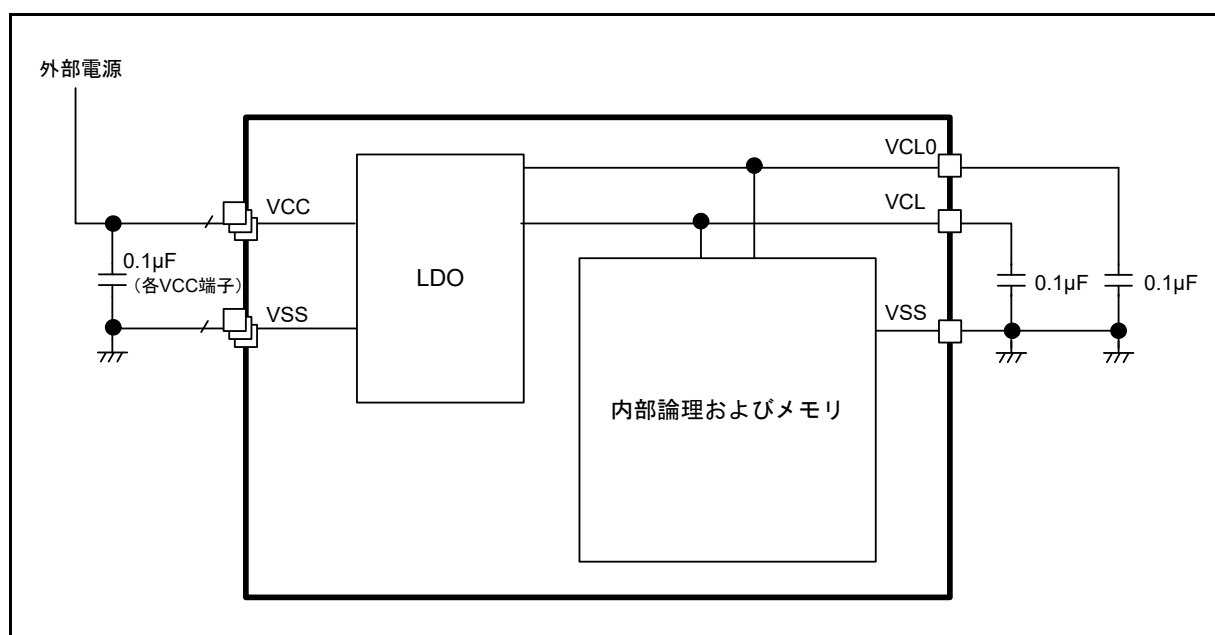 外部電源
VCL0
VCL
VCC
0.1µF
（各VCC端子）
LDO
0.1µF
0.1µF
VSS
VSS
内部論理およびメモリ